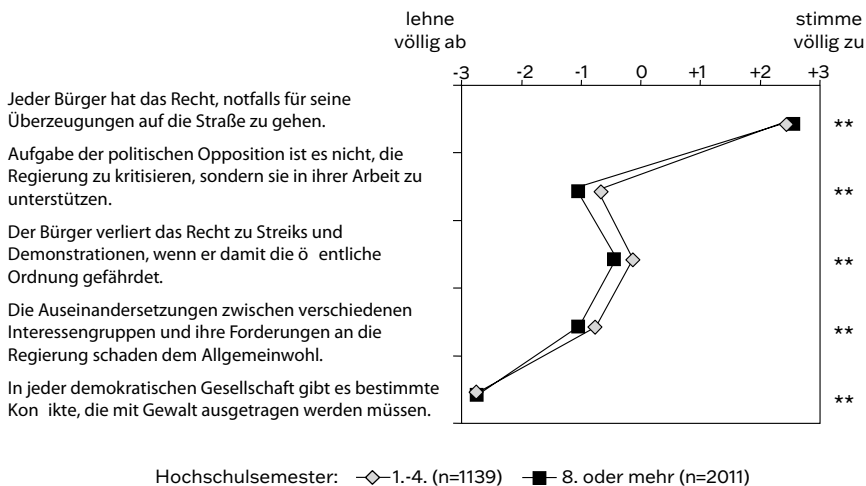 lehne
völlig ab
stimme
völlig zu
-3 -2 -1 0 +1 +2 +3
Jeder Bürger hat das Recht, notfalls für seine
Überzeugungen auf die Straße zu gehen.
**
Aufgabe der politischen Opposition ist es nicht, die
Regierung zu kritisieren, sondern sie in ihrer Arbeit zu
unterstützen.
**
Der Bürger verliert das Recht zu Streiks und
Demonstrationen, wenn er damit die ö entliche
Ordnung gefährdet.
**
Die Auseinandersetzungen zwischen verschiedenen
Interessengruppen und ihre Forderungen an die
Regierung schaden dem Allgemeinwohl.
**
In jeder demokratischen Gesellschaft gibt es bestimmte
Kon ikte, die mit Gewalt ausgetragen werden müssen.
**
Hochschulsemester: 1.-4. (n=1139) 8. oder mehr (n=2011)